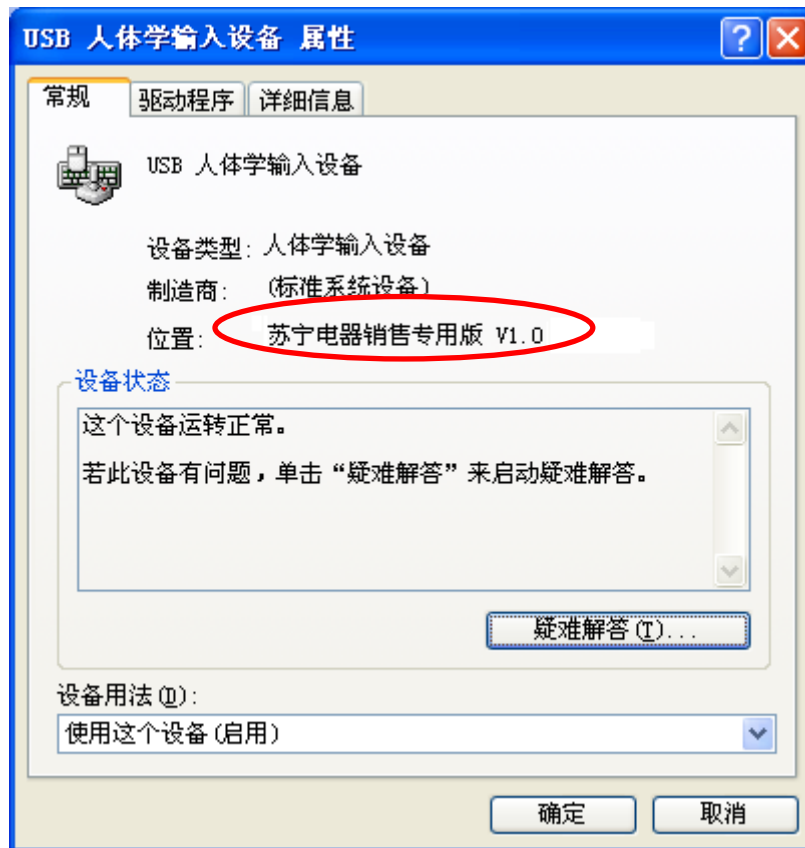 USB 人体学输入设备 属性
常规 驱动程序 详细信息
USB 人体学输入设备
设备类型: 人体学输入设备
制造商: (标准系统设备)
位置: 苏宁电器销售专用版 V1.0
设备状态
这个设备运转正常。
若此设备有问题，单击“疑难解答”来启动疑难解答。
疑难解答(T)...
设备用法(D):
使用这个设备(启用)
确定 取消